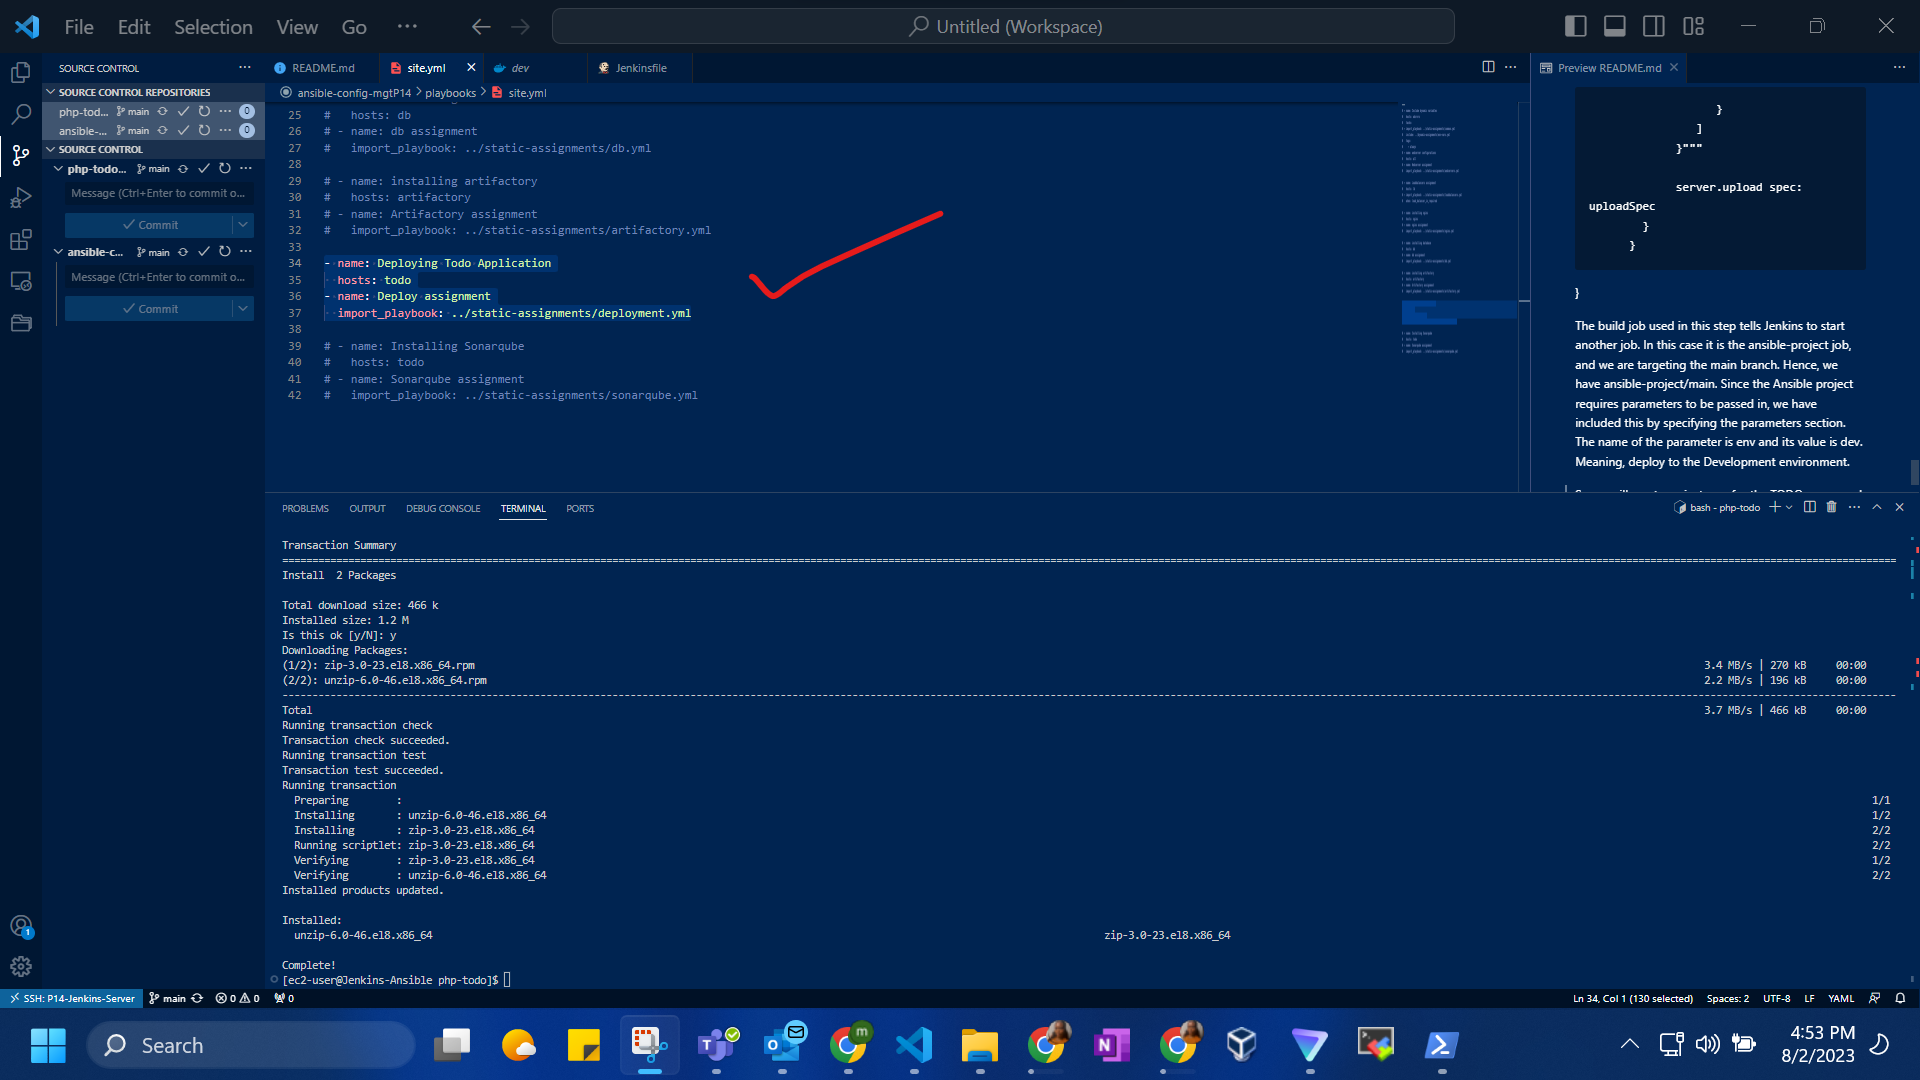 File Edit Selection View Go ··· Untitled (Workspace)
SOURCE CONTROL ···
SOURCE CONTROL REPOSITORIES
php-tod... main ··· 0
ansible-... main ··· 0
SOURCE CONTROL
php-todo... main ···
Message (Ctrl+Enter to commit o...
Commit
ansible-c... main ···
Message (Ctrl+Enter to commit o...
Commit
README.md site.yml dev Jenkinsfile ···
ansible-config-mgtP14 > playbooks > site.yml
25 #   hosts: db
26 # - name: db assignment
27 #   import_playbook: ../static-assignments/db.yml
28
29 # - name: installing artifactory
30 #   hosts: artifactory
31 # - name: Artifactory assignment
32 #   import_playbook: ../static-assignments/artifactory.yml
33
34 - name: Deploying Todo Application
35   hosts: todo
36 - name: Deploy assignment
37   import_playbook: ../static-assignments/deployment.yml
38
39 # - name: Installing Sonarqube
40 #   hosts: todo
41 # - name: Sonarqube assignment
42 #   import_playbook: ../static-assignments/sonarqube.yml
Preview README.md ···
}
]
}"""
server.upload spec:
uploadSpec
}
}
}
The build job used in this step tells Jenkins to start
another job. In this case it is the ansible-project job,
and we are targeting the main branch. Hence, we
have ansible-project/main. Since the Ansible project
requires parameters to be passed in, we have
included this by specifying the parameters section.
The name of the parameter is env and its value is dev.
Meaning, deploy to the Development environment.
PROBLEMS OUTPUT DEBUG CONSOLE TERMINAL PORTS bash - php-todo ···
Transaction Summary
Install  2 Packages
Total download size: 466 k
Installed size: 1.2 M
Is this ok [y/N]: y
Downloading Packages:
(1/2): zip-3.0-23.el8.x86_64.rpm 3.4 MB/s | 270 kB 00:00
(2/2): unzip-6.0-46.el8.x86_64.rpm 2.2 MB/s | 196 kB 00:00
Total 3.7 MB/s | 466 kB 00:00
Running transaction check
Transaction check succeeded.
Running transaction test
Transaction test succeeded.
Running transaction
Preparing : 1/1
Installing : unzip-6.0-46.el8.x86_64 1/2
Installing : zip-3.0-23.el8.x86_64 2/2
Running scriptlet: zip-3.0-23.el8.x86_64 2/2
Verifying : zip-3.0-23.el8.x86_64 1/2
Verifying : unzip-6.0-46.el8.x86_64 2/2
Installed products updated.
Installed:
unzip-6.0-46.el8.x86_64 zip-3.0-23.el8.x86_64
Complete!
[ec2-user@Jenkins-Ansible php-todo]$
1
SSH: P14-Jenkins-Server main 0 0 0 Ln 34, Col 1 (130 selected) Spaces: 2 UTF-8 LF YAML
Search m 4:53 PM
8/2/2023